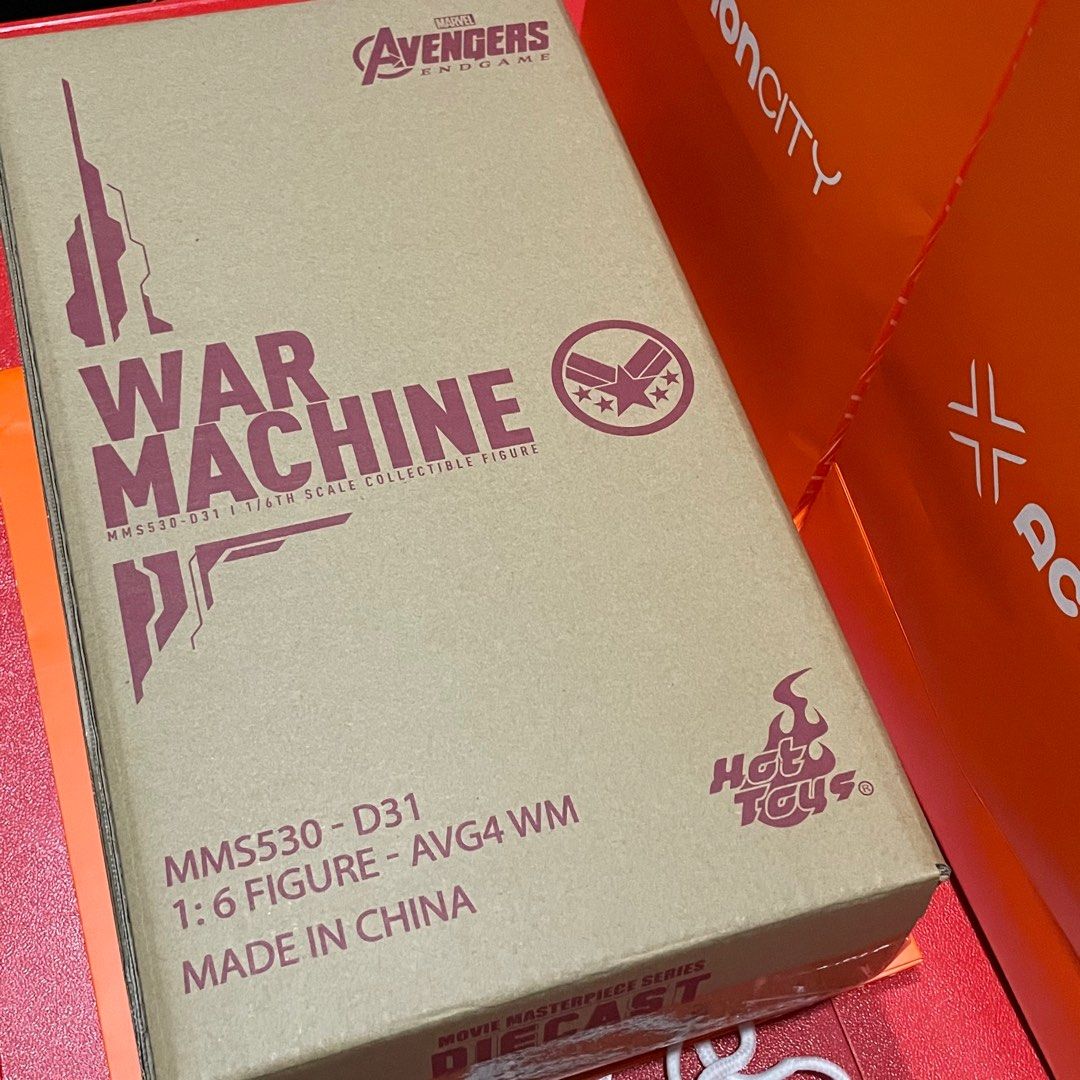 MARVEL
AVENGERS
ENDGAME
WAR
MACHINE
MMS530-D31 | 1/6TH SCALE COLLECTIBLE FIGURE
Hot
Toys®
MMS530 - D31
1: 6 FIGURE - AVG4 WM
MADE IN CHINA
MOVIE MASTERPIECE SERIES
DIECAST
CITY